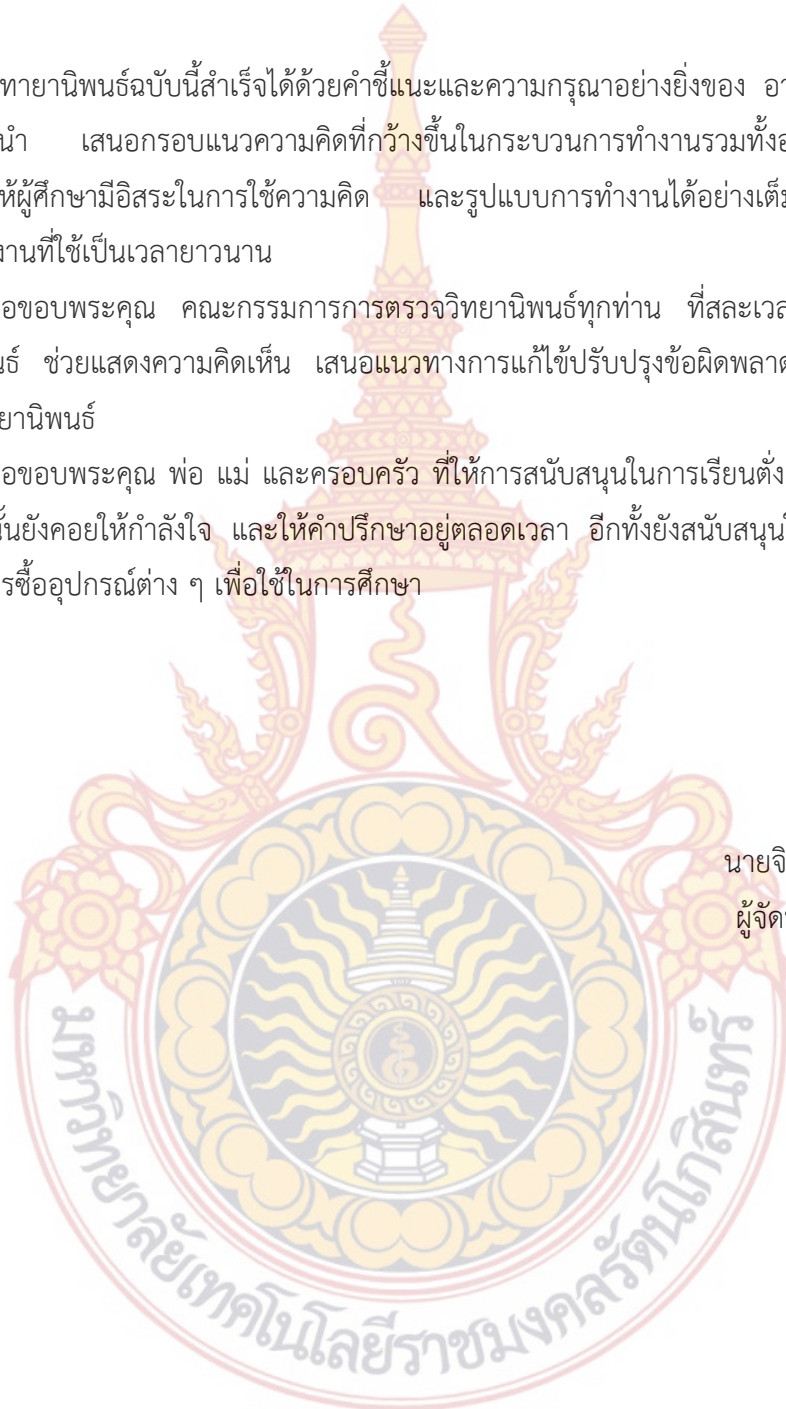 ทายานิพนธ์ฉบับนี้สำเร็จได้ด้วยคำชี้แนะและความกรุณาอย่างยิ่งของ อา
นำ เสนอกรอบแนวความคิดที่กว้างขึ้นในกระบวนการทำงานรวมทั้งอ
ห้ผู้ศึกษามีอิสระในการใช้ความคิด และรูปแบบการทำงานได้อย่างเต็ม
งานที่ใช้เป็นเวลายาวนาน
อขอบพระคุณ คณะกรรมการการตรวจวิทยานิพนธ์ทุกท่าน ที่สละเวล
นธ์ ช่วยแสดงความคิดเห็น เสนอแนวทางการแก้ไข้ปรับปรุงข้อผิดพลาด
ยานิพนธ์
อขอบพระคุณ พ่อ แม่ และครอบครัว ที่ให้การสนับสนุนในการเรียนตั่ง
นั้นยังคอยให้กำลังใจ และให้คำปรึกษาอยู่ตลอดเวลา อีกทั้งยังสนับสนุน
รซื้ออุปกรณ์ต่าง ๆ เพื่อใช้ในการศึกษา
นายจิ
ผู้จัด
มหาวิทยาลัยเทคโนโลยีราชมงคลรัตนโกสินทร์